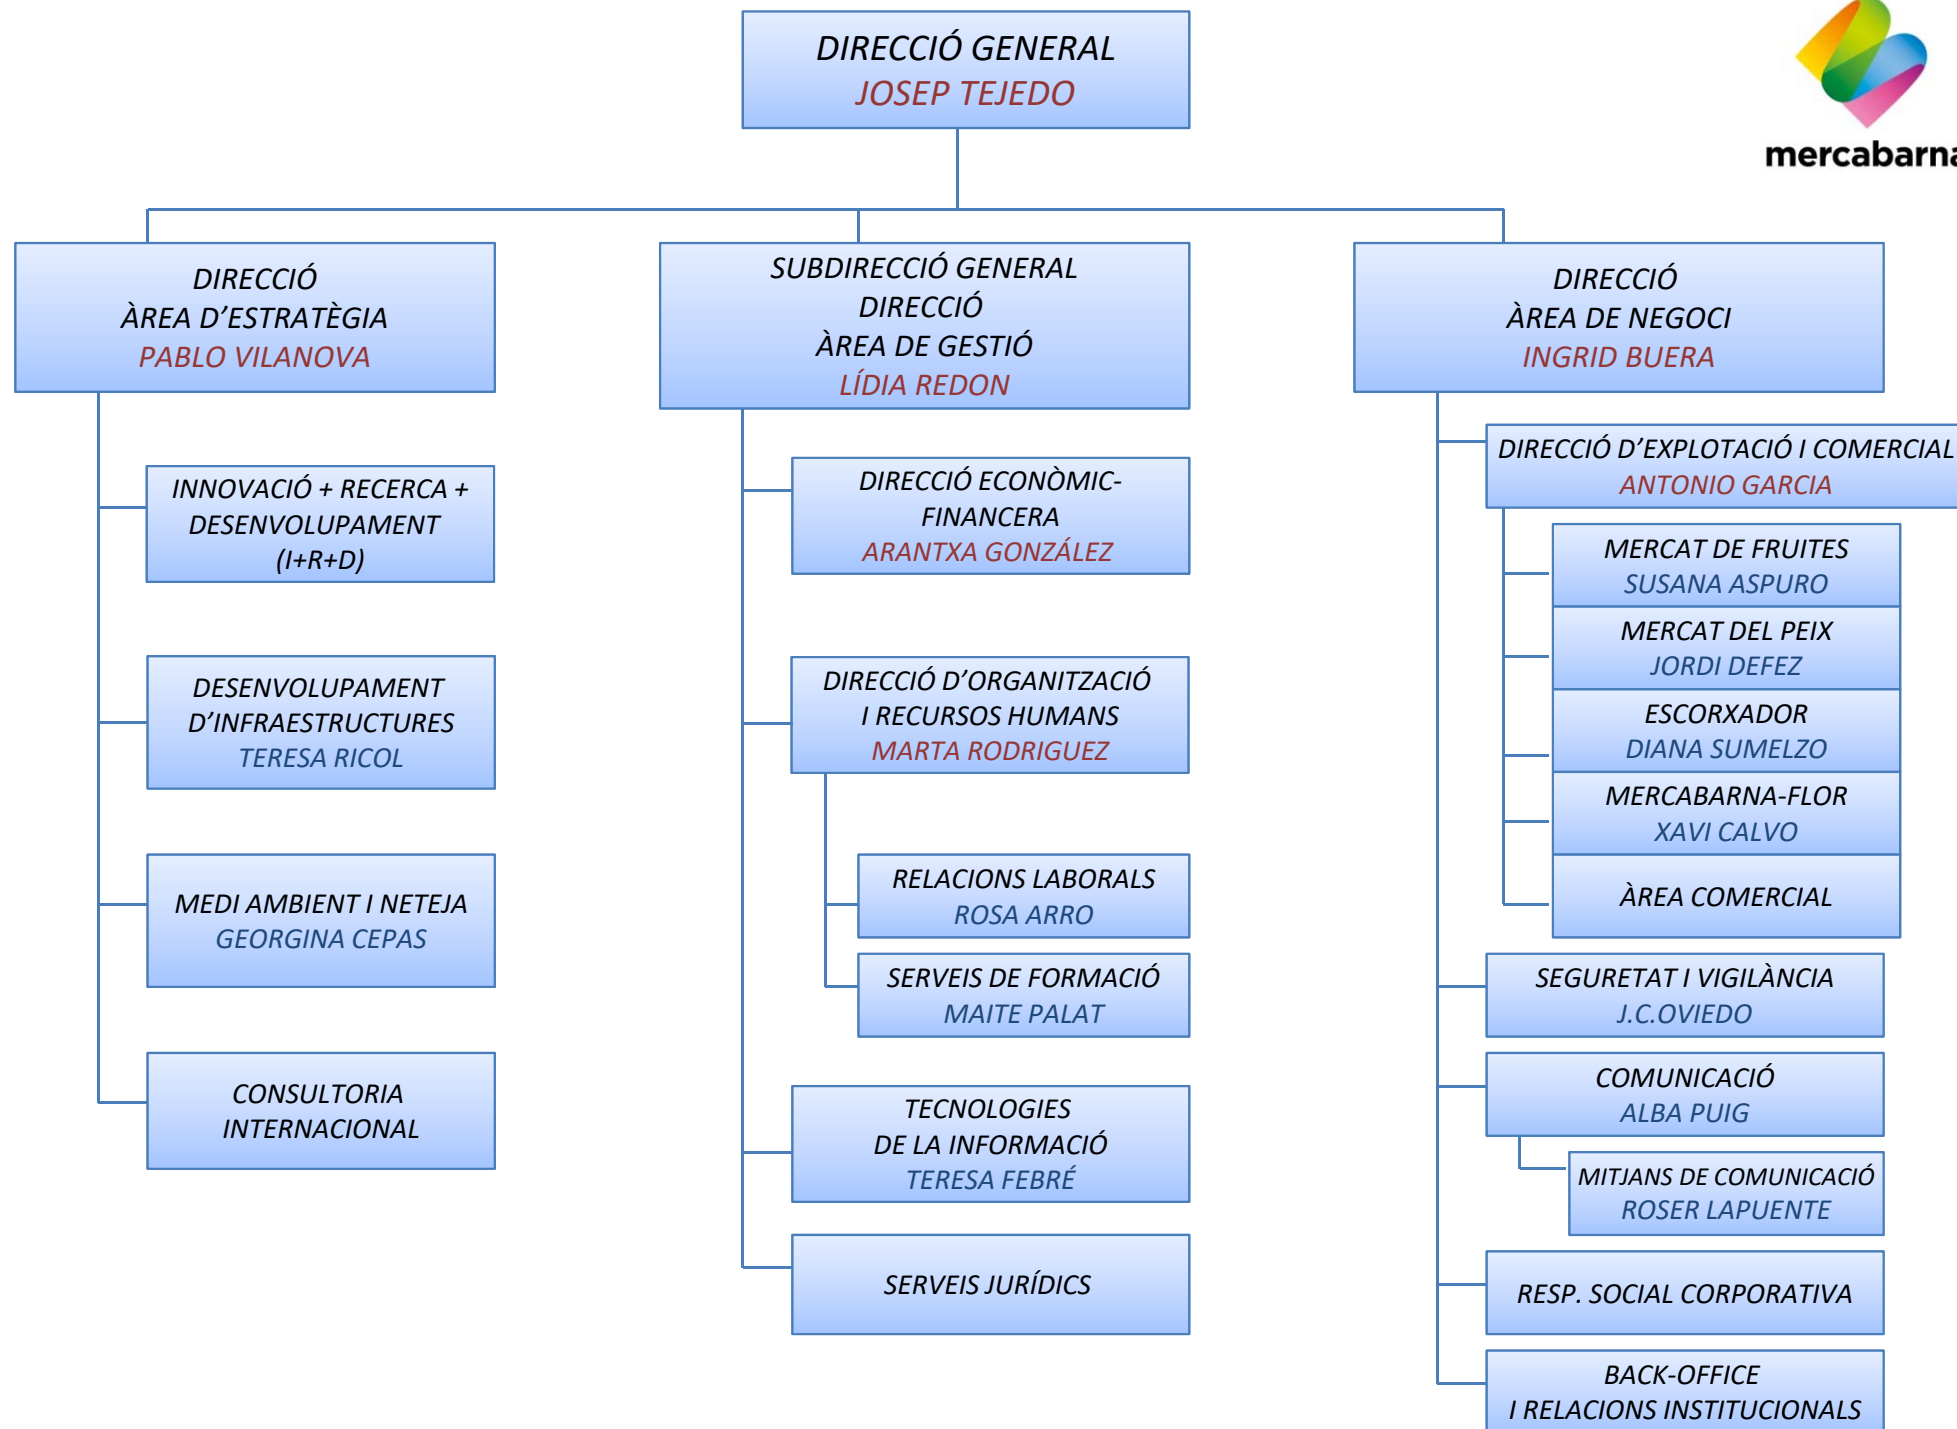 DIRECCIÓ GENERAL
JOSEP TEJEDO
mercabarna
DIRECCIÓ
ÀREA D’ESTRATÈGIA
PABLO VILANOVA
INNOVACIÓ + RECERCA +
DESENVOLUPAMENT
(I+R+D)
DESENVOLUPAMENT
D’INFRAESTRUCTURES
TERESA RICOL
MEDI AMBIENT I NETEJA
GEORGINA CEPAS
CONSULTORIA
INTERNACIONAL
SUBDIRECCIÓ GENERAL
DIRECCIÓ
ÀREA DE GESTIÓ
LÍDIA REDON
DIRECCIÓ ECONÒMIC-
FINANCERA
ARANTXA GONZÁLEZ
DIRECCIÓ D’ORGANITZACIÓ
I RECURSOS HUMANS
MARTA RODRIGUEZ
RELACIONS LABORALS
ROSA ARRO
SERVEIS DE FORMACIÓ
MAITE PALAT
TECNOLOGIES
DE LA INFORMACIÓ
TERESA FEBRÉ
SERVEIS JURÍDICS
DIRECCIÓ
ÀREA DE NEGOCI
INGRID BUERA
DIRECCIÓ D’EXPLOTACIÓ I COMERCIAL
ANTONIO GARCIA
MERCAT DE FRUITES
SUSANA ASPURO
MERCAT DEL PEIX
JORDI DEFEZ
ESCORXADOR
DIANA SUMELZO
MERCABARNA-FLOR
XAVI CALVO
ÀREA COMERCIAL
SEGURETAT I VIGILÀNCIA
J.C.OVIEDO
COMUNICACIÓ
ALBA PUIG
MITJANS DE COMUNICACIÓ
ROSER LAPUENTE
RESP. SOCIAL CORPORATIVA
BACK-OFFICE
I RELACIONS INSTITUCIONALS